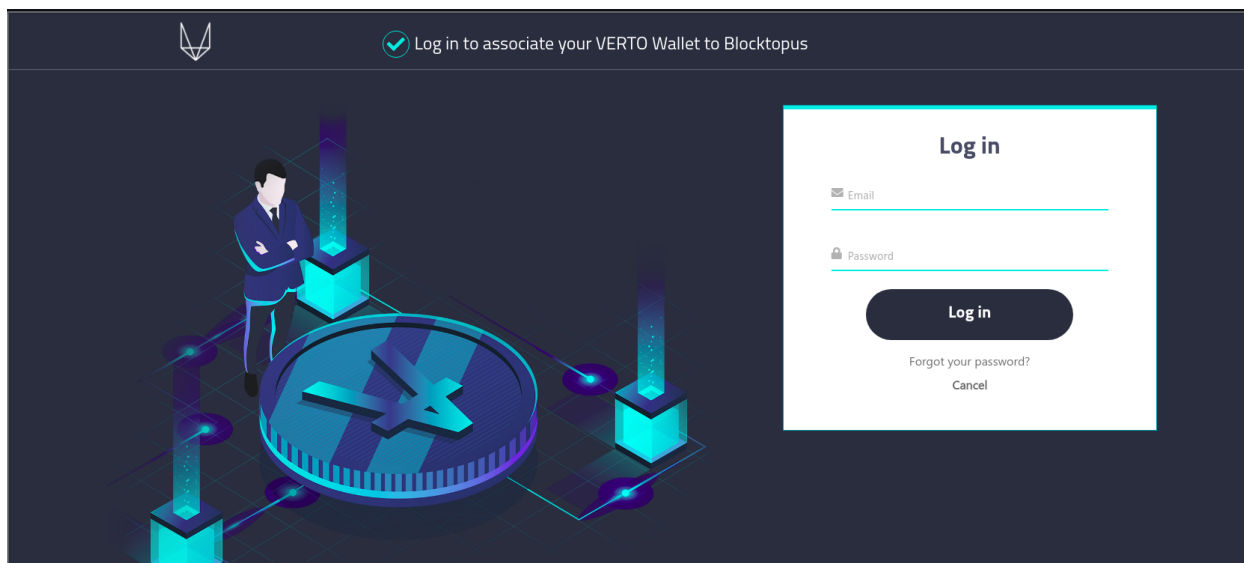 Log in to associate your VERTO Wallet to Blocktopus
Log in
Email
Password
Log in
Forgot your password?
Cancel